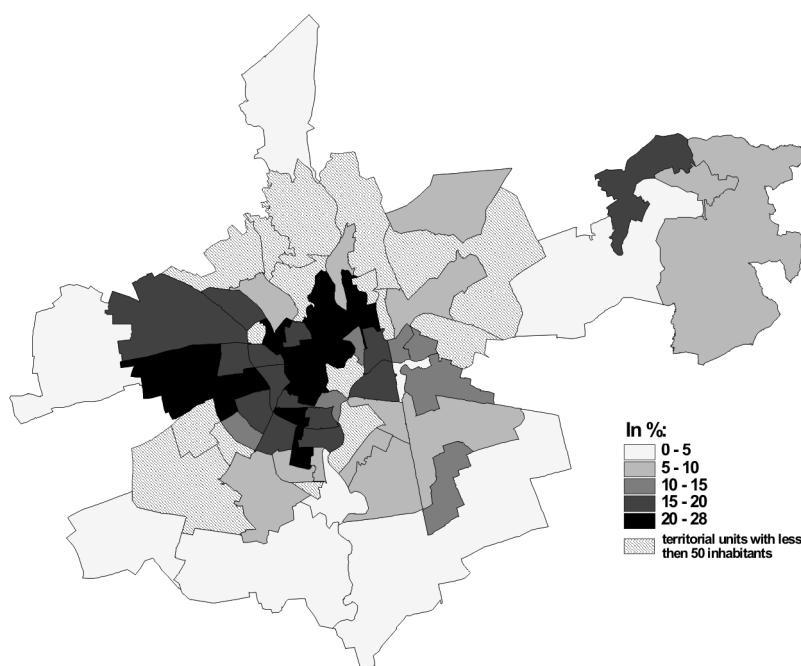 In %:
0 - 5
5 - 10
10 - 15
15 - 20
20 - 28
territorial units with less
then 50 inhabitants